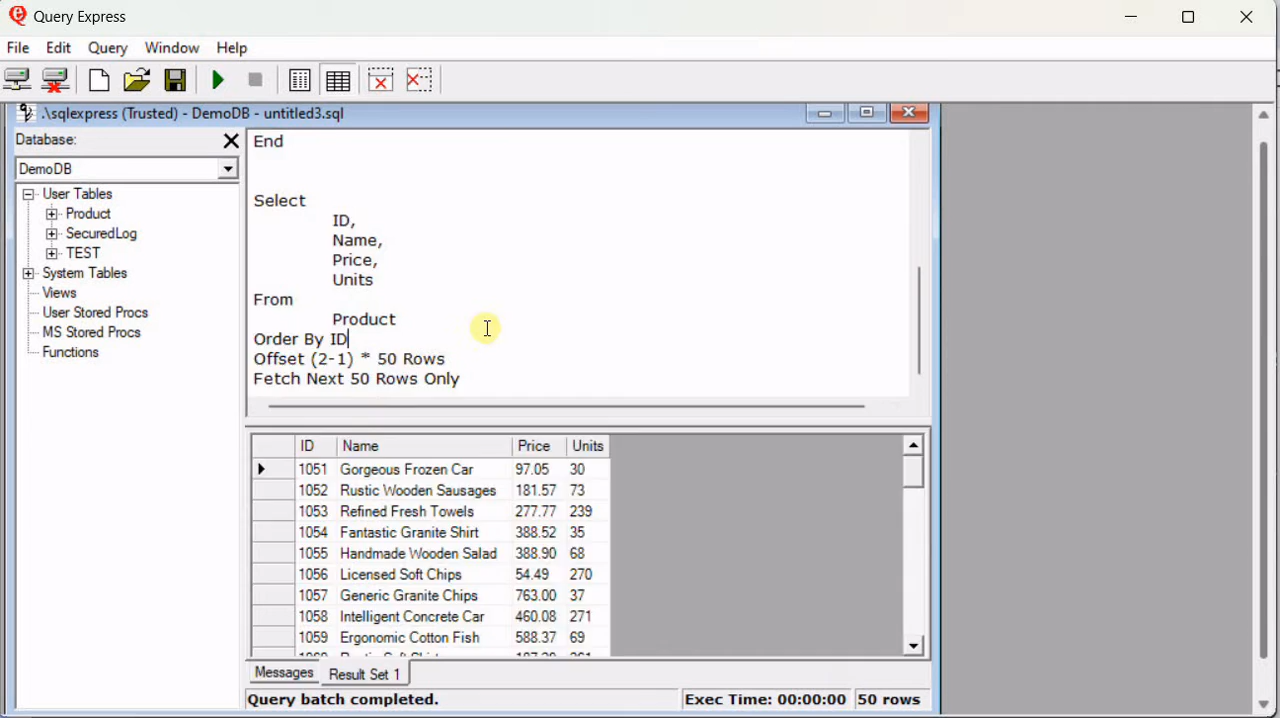 Query Express
File Edit Query Window Help
.\sqlexpress (Trusted) - DemoDB - untitled3.sql
Database:
DemoDB
User Tables
Product
SecuredLog
TEST
System Tables
Views
User Stored Procs
MS Stored Procs
Functions
End
Select
ID,
Name,
Price,
Units
From
Product
Order By ID
Offset (2-1) * 50 Rows
Fetch Next 50 Rows Only
ID Name Price Units
1051 Gorgeous Frozen Car 97.05 30
1052 Rustic Wooden Sausages 181.57 73
1053 Refined Fresh Towels 277.77 239
1054 Fantastic Granite Shirt 388.52 35
1055 Handmade Wooden Salad 388.90 68
1056 Licensed Soft Chips 54.49 270
1057 Generic Granite Chips 763.00 37
1058 Intelligent Concrete Car 460.08 271
1059 Ergonomic Cotton Fish 588.37 69
Messages Result Set 1
Query batch completed. Exec Time: 00:00:00 50 rows